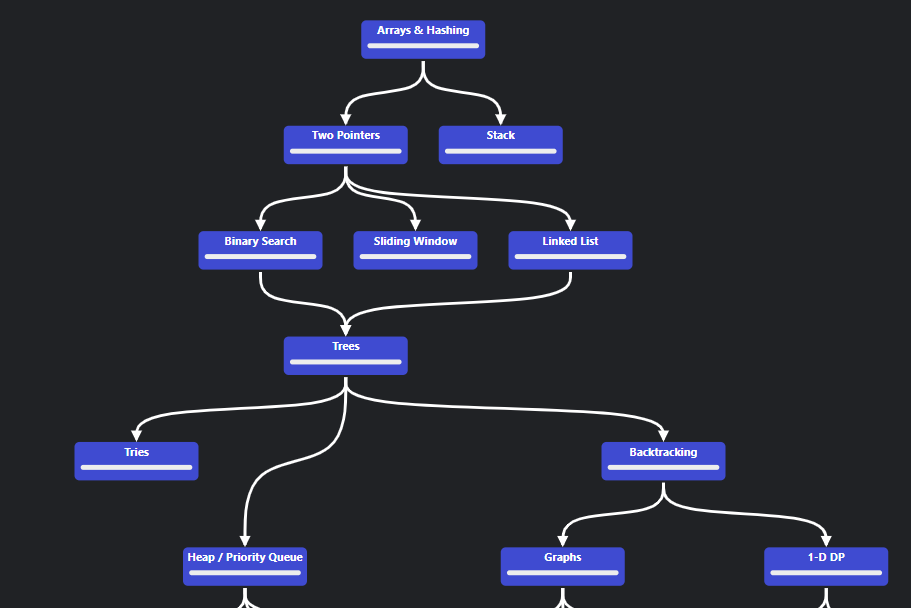 Arrays & Hashing
Two Pointers
Stack
Binary Search
Sliding Window
Linked List
Trees
Tries
Backtracking
Heap / Priority Queue
Graphs
1-D DP